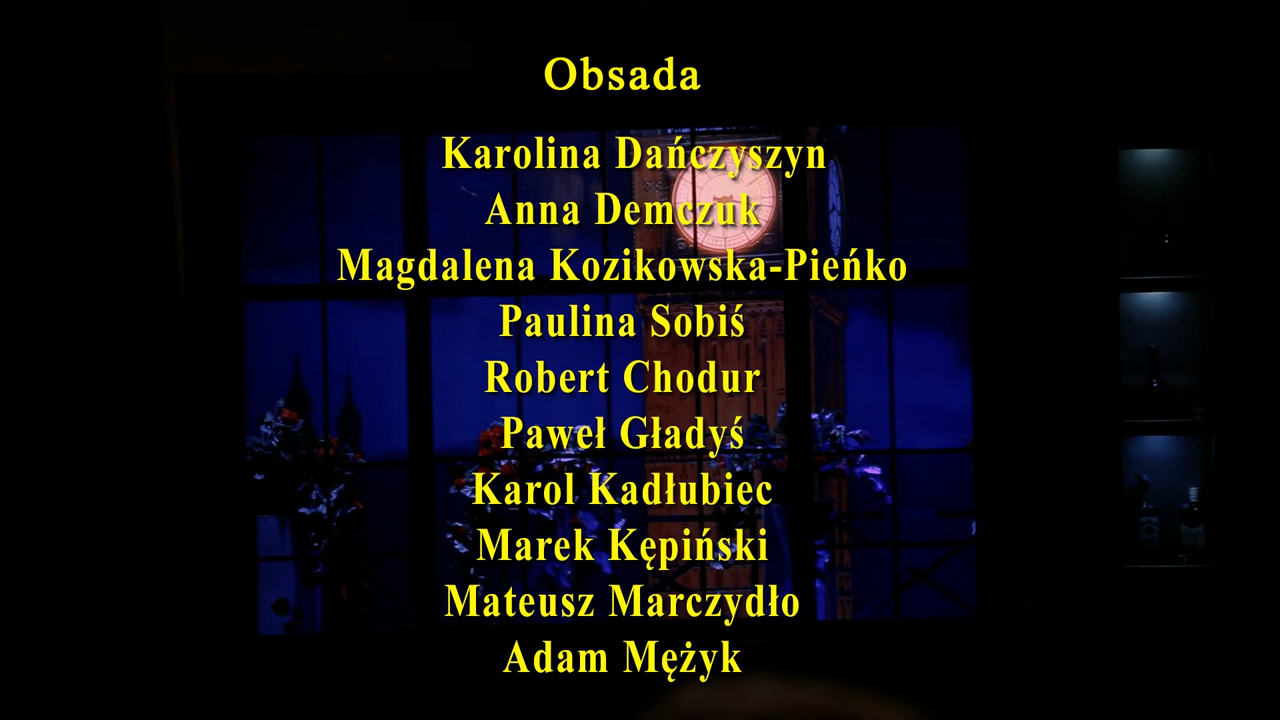 Obsada
Karolina Dańczyszyn
Anna Demczuk
Magdalena Kozikowska-Pieńko
Paulina Sobiś
Robert Chodur
Paweł Gładyś
Karol Kadłubiec
Marek Kępiński
Mateusz Marczydło
Adam Mężyk